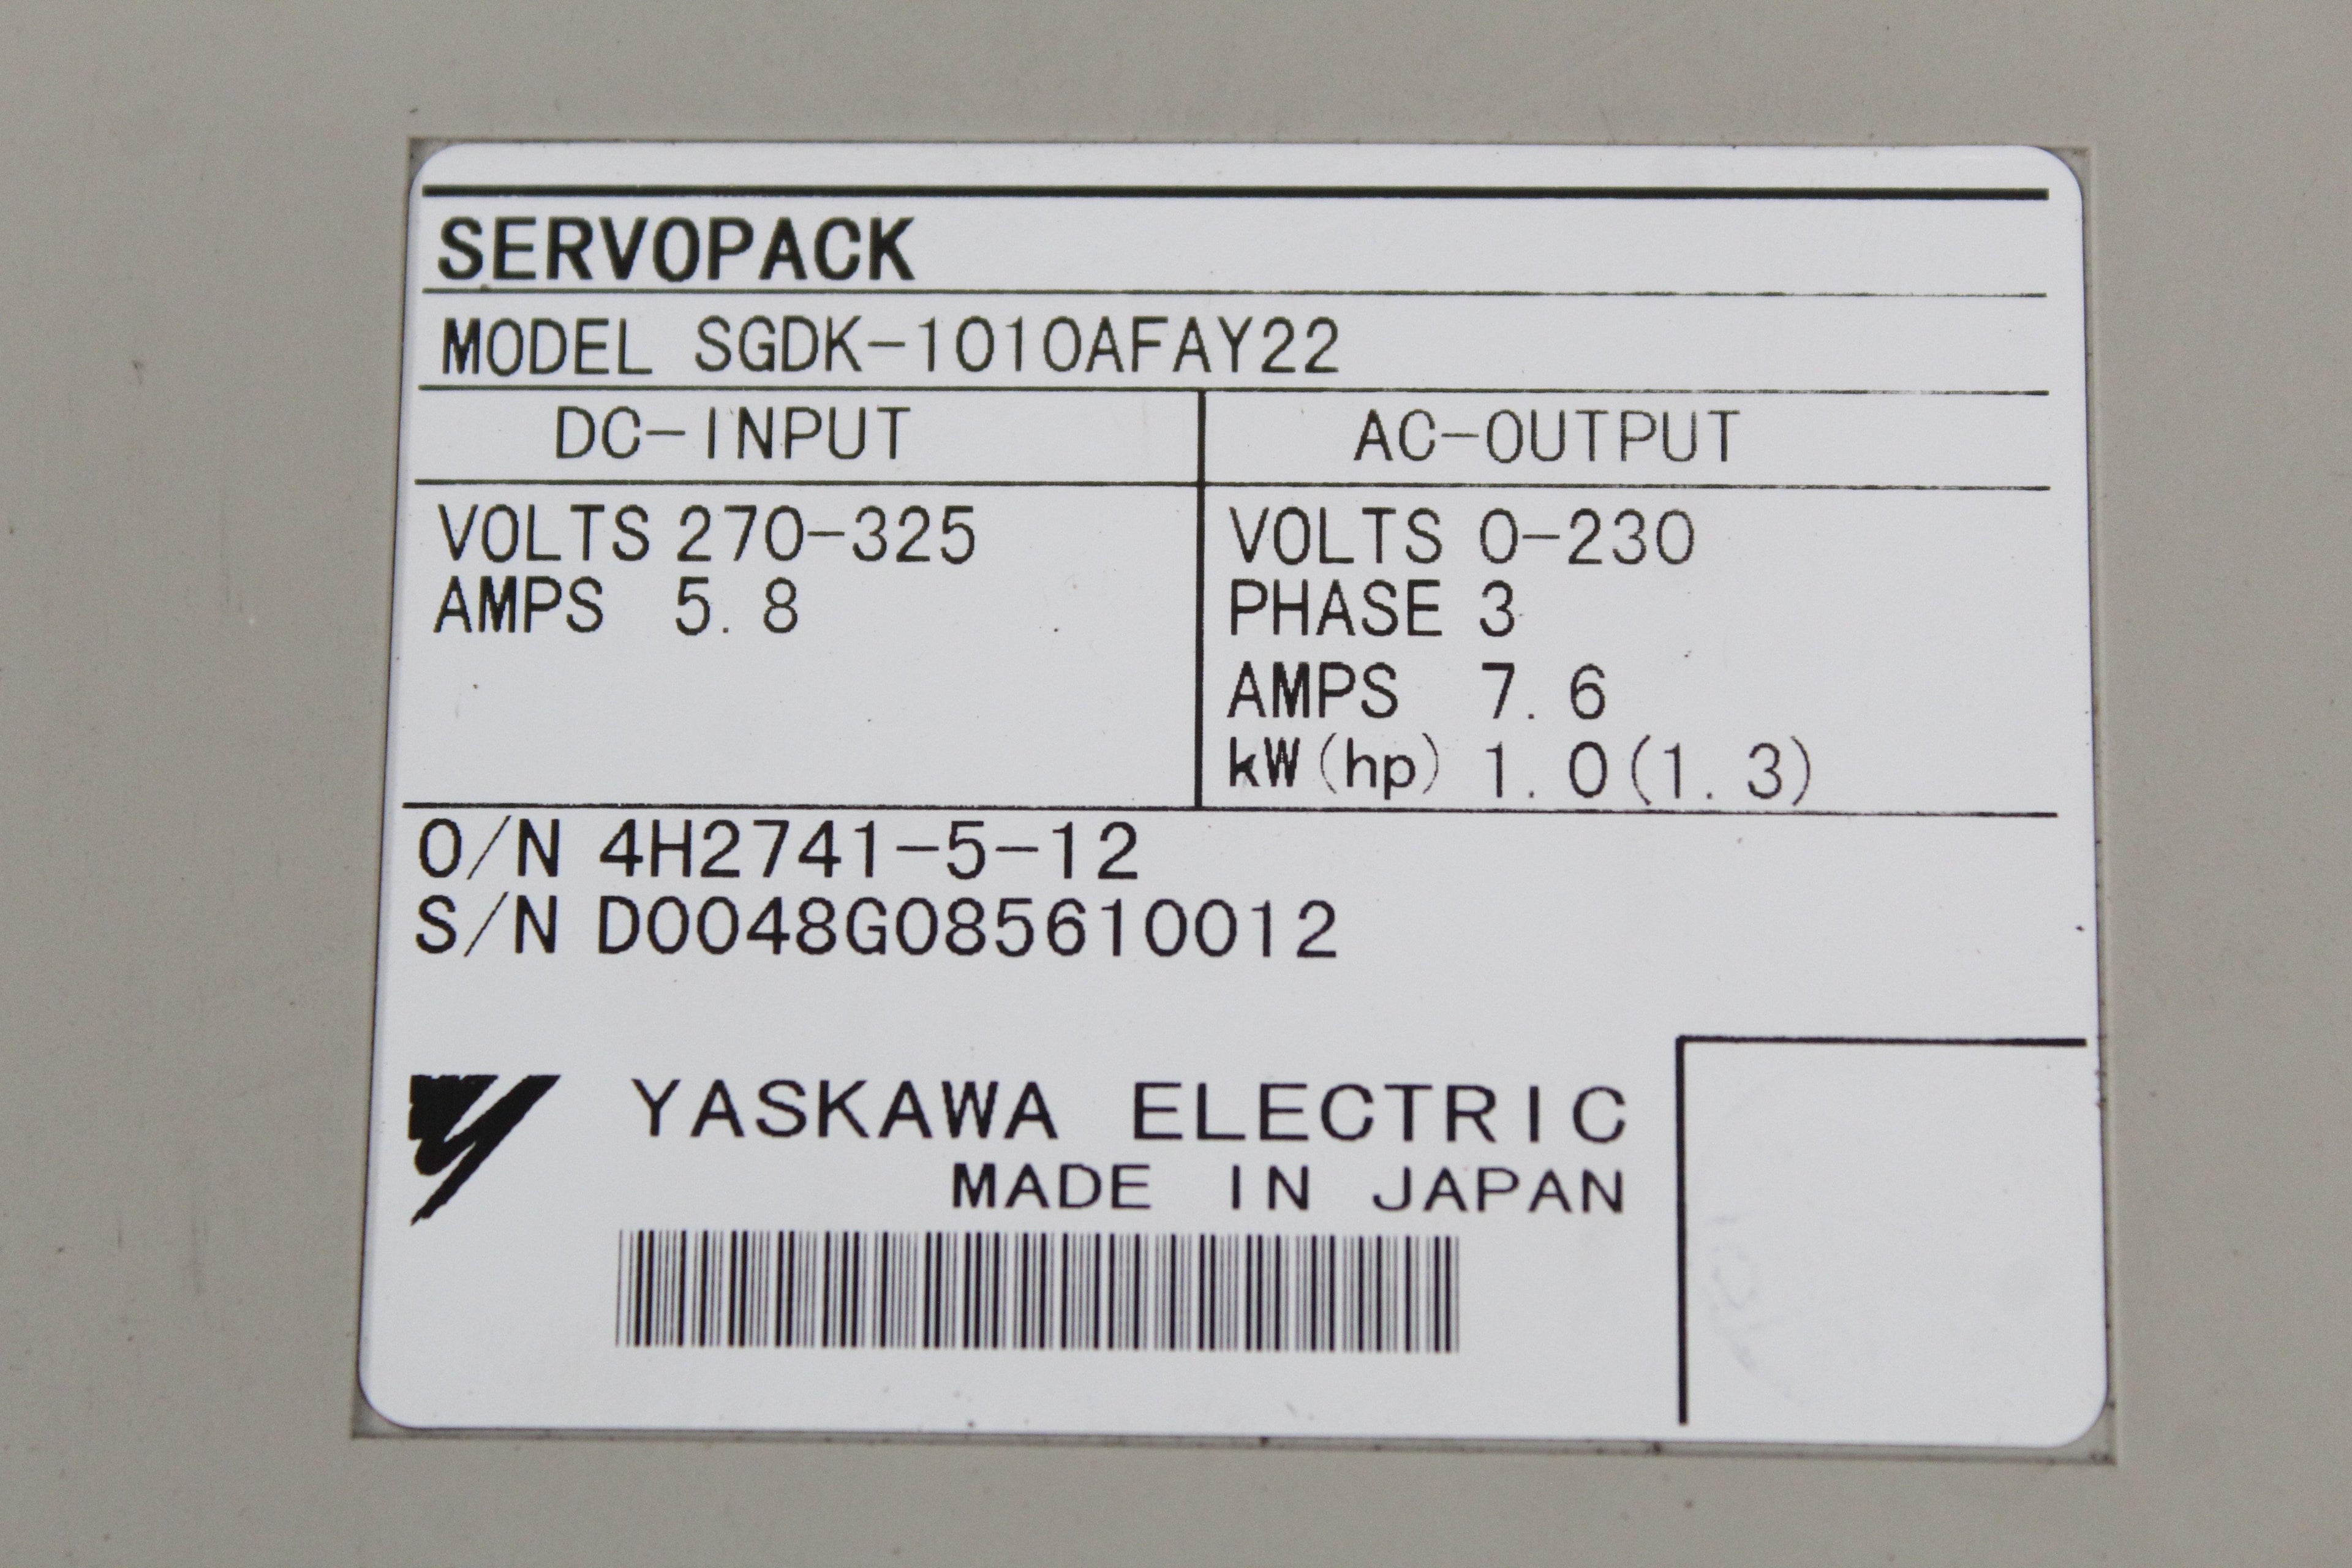 SERVOPACK
MODEL SGDK-1010AFAY22
DC-INPUT AC-OUTPUT
VOLTS 270-325 VOLTS 0-230
AMPS 5.8 PHASE 3
AMPS 7.6
kW(hp) 1.0(1.3)
O/N 4H2741-5-12
S/N D0048G085610012
YASKAWA ELECTRIC
MADE IN JAPAN